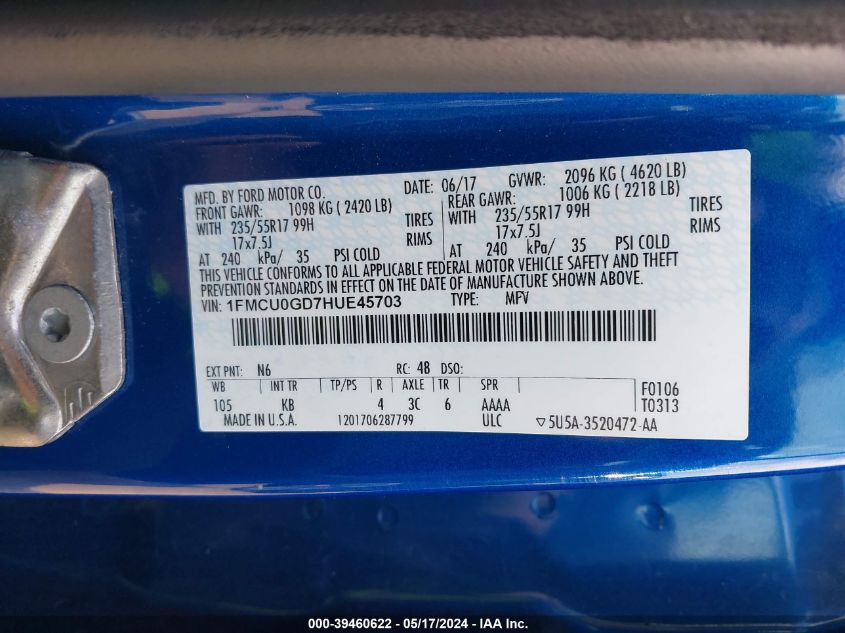 MFD. BY FORD MOTOR CO.
DATE: 06/17 GVWR: 2096 KG ( 4620 LB)
FRONT GAWR: 1098 KG ( 2420 LB)
REAR GAWR: 1006 KG ( 2218 LB)
WITH 235/55R17 99H TIRES
WITH 235/55R17 99H TIRES
17x7.5J RIMS
17x7.5J RIMS
AT 240 kPa/ 35 PSI COLD
AT 240 kPa/ 35 PSI COLD
THIS VEHICLE CONFORMS TO ALL APPLICABLE FEDERAL MOTOR VEHICLE SAFETY AND THEFT
PREVENTION STANDARDS IN EFFECT ON THE DATE OF MANUFACTURE SHOWN ABOVE.
VIN: 1FMCU0GD7HUE45703 TYPE: MPV
EXT PNT: N6 RC: 48 DSO:
WB INT TR TP/PS R AXLE TR SPR
105 KB 4 3C 6 AAAA
F0106
T0313
MADE IN U.S.A. 1201706287799 ULC ▽5U5A-3520472-AA
000-39460622 - 05/17/2024 - IAA Inc.